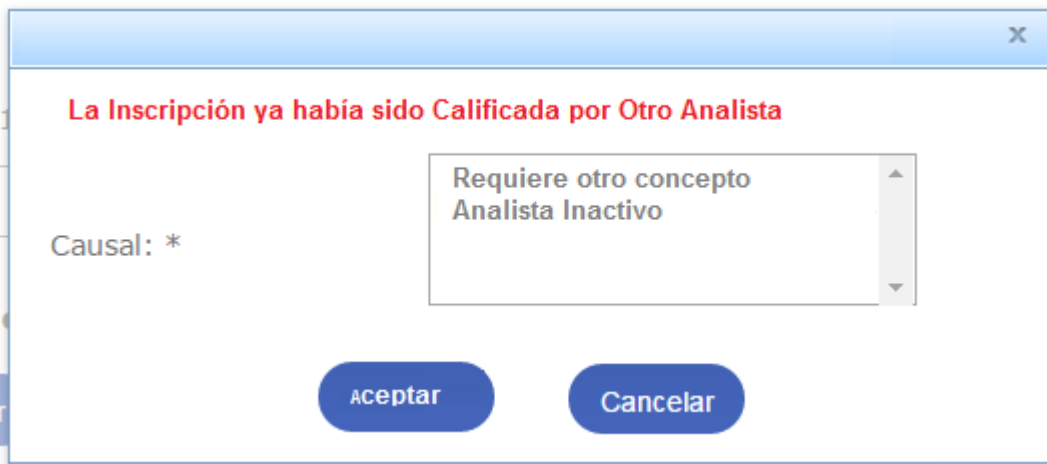 x
La Inscripción ya había sido Calificada por Otro Analista
Requiere otro concepto
Analista Inactivo
Causal: *
Aceptar
Cancelar